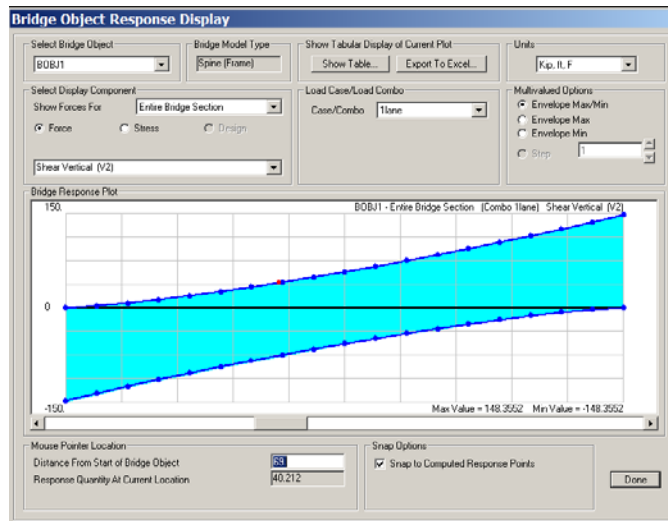 Bridge Object Response Display
Select Bridge Object
BOBJ1
Bridge Model Type
Spine (Frame)
Show Tabular Display of Current Plot
Show Table...
Export To Excel...
Units
Kip, ft, F
Select Display Component
Show Forces For
Entire Bridge Section
Force
Stress
Design
Shear Vertical (V2)
Load Case/Load Combo
Case/Combo
1lane
Multivalued Options
Envelope Max/Min
Envelope Max
Envelope Min
Step
1
Bridge Response Plot
150.
BOBJ1 - Entire Bridge Section (Combo 1lane) Shear Vertical (V2)
0
-150.
Max Value = 148.3552 Min Value = -148.3552
Mouse Pointer Location
Distance From Start of Bridge Object
69.
Response Quantity At Current Location
40.212
Snap Options
Snap to Computed Response Points
Done